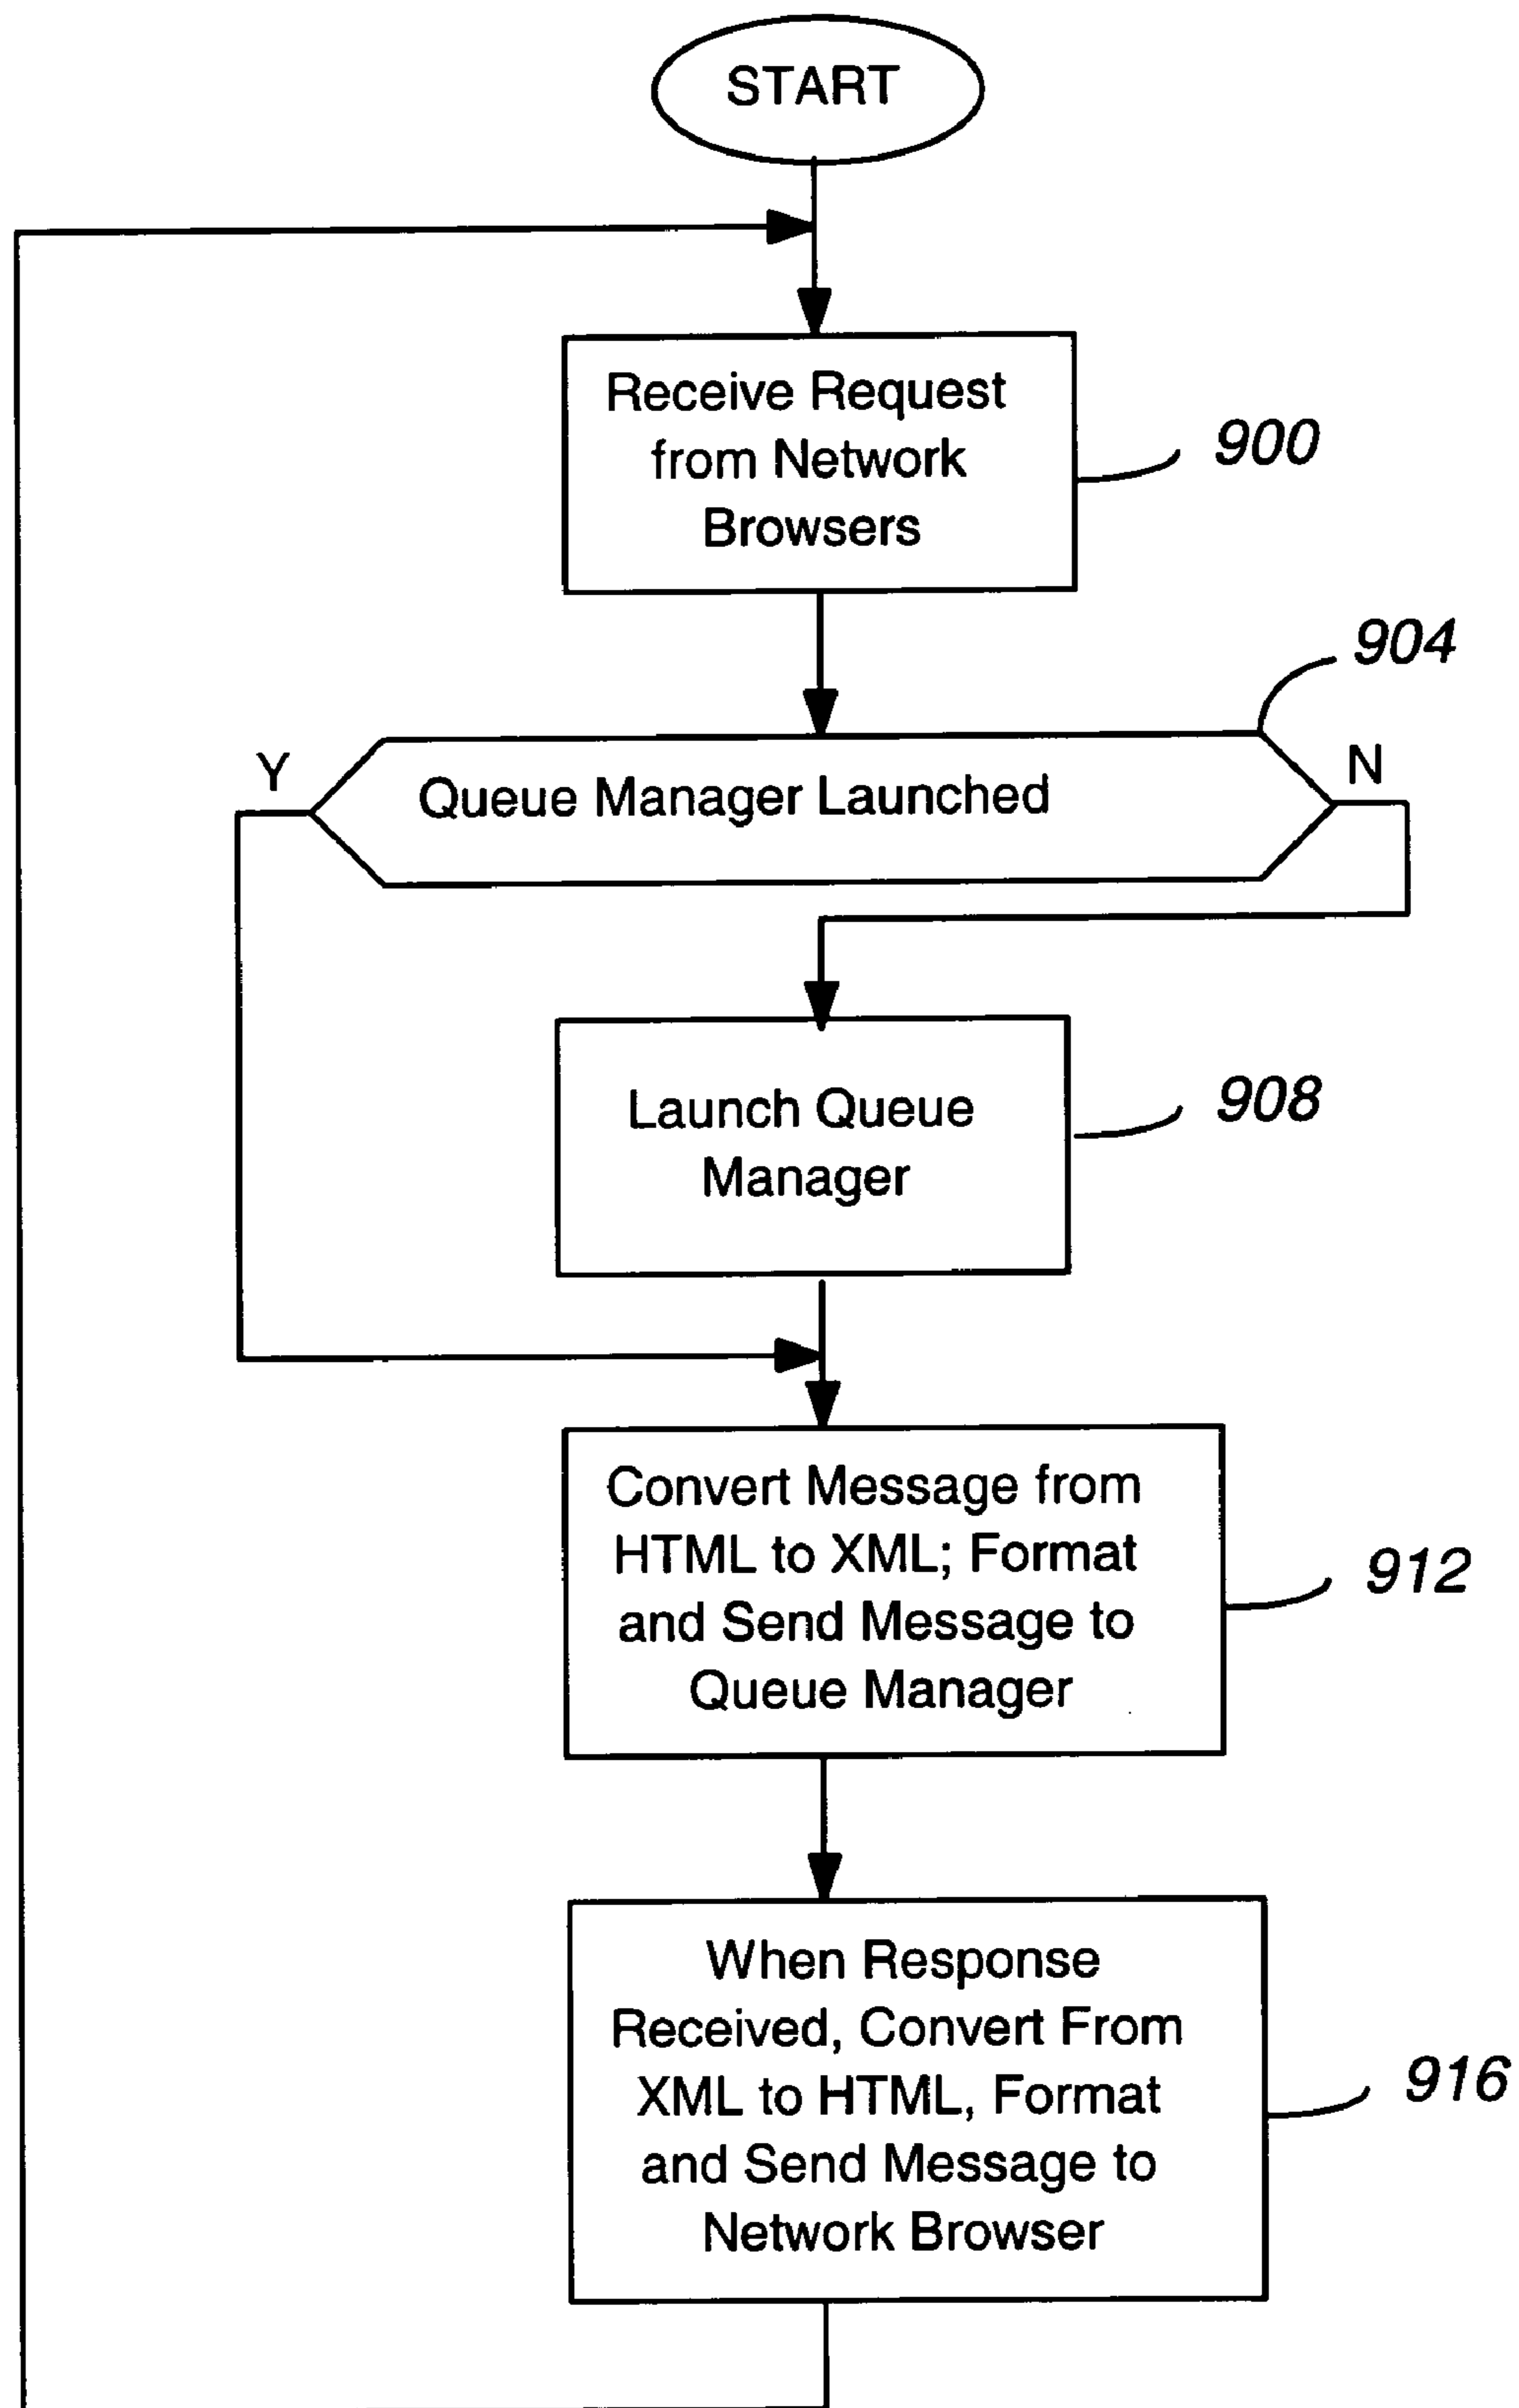 START
Receive Request
from Network
Browsers
900
904
Y
Queue Manager Launched
N
Launch Queue
Manager
908
Convert Message from
HTML to XML; Format
and Send Message to
Queue Manager
912
When Response
Received, Convert From
XML to HTML, Format
and Send Message to
Network Browser
916